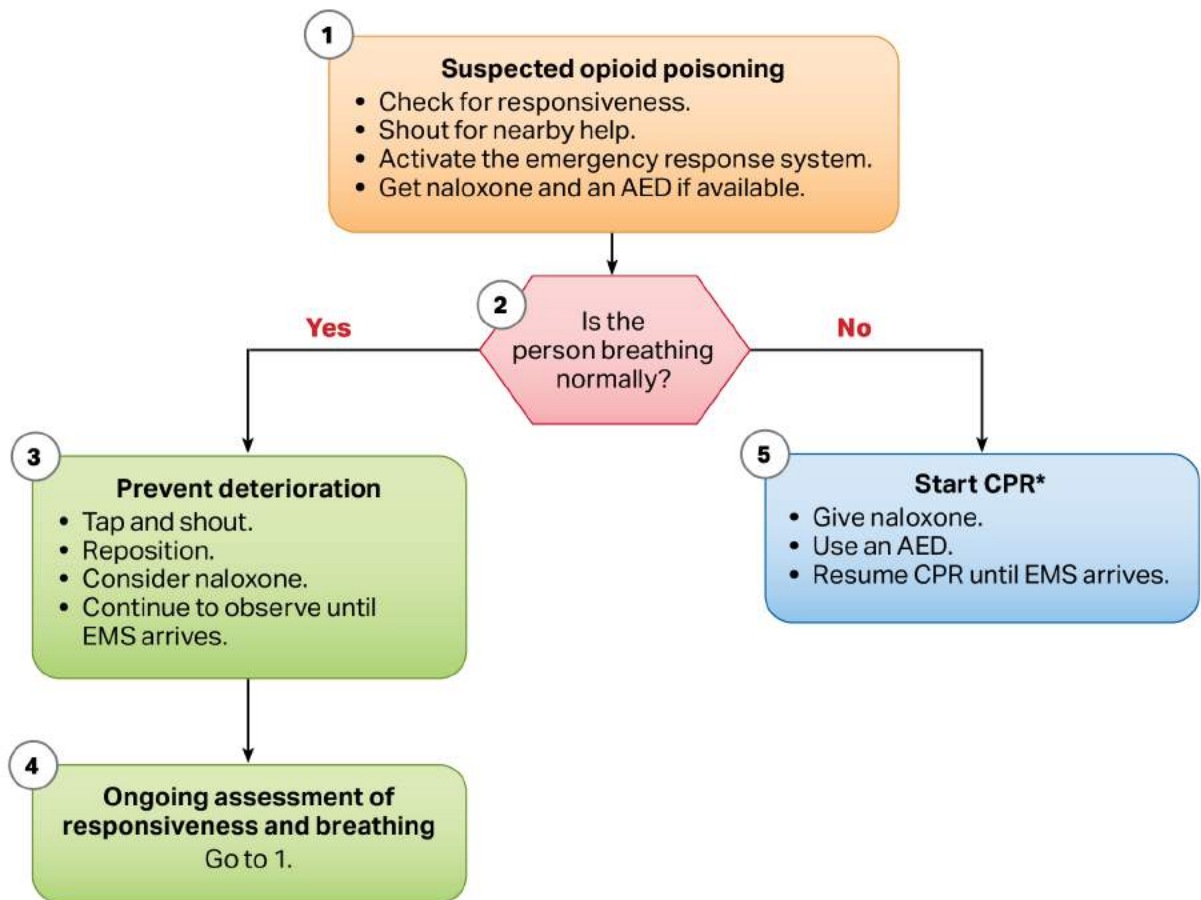 1
Suspected opioid poisoning
• Check for responsiveness.
• Shout for nearby help.
• Activate the emergency response system.
• Get naloxone and an AED if available.
2
Is the
person breathing
normally?
Yes
No
3
Prevent deterioration
• Tap and shout.
• Reposition.
• Consider naloxone.
• Continue to observe until
EMS arrives.
4
Ongoing assessment of
responsiveness and breathing
Go to 1.
5
Start CPR*
• Give naloxone.
• Use an AED.
• Resume CPR until EMS arrives.